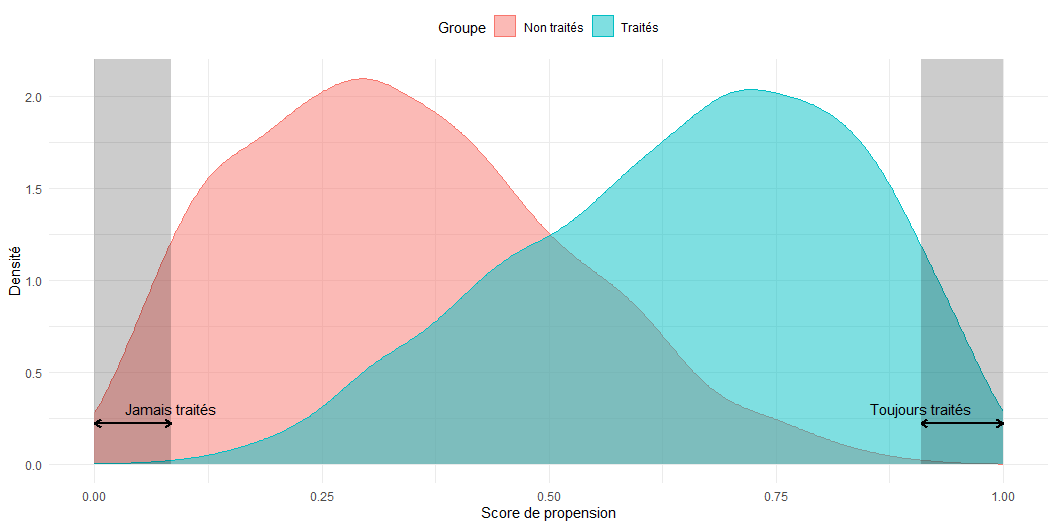 Groupe Non traités Traités
2.0
1.5
1.0
0.5
0.0
Densité
Jamais traités
Toujours traités
0.00 0.25 0.50 0.75 1.00
Score de propension